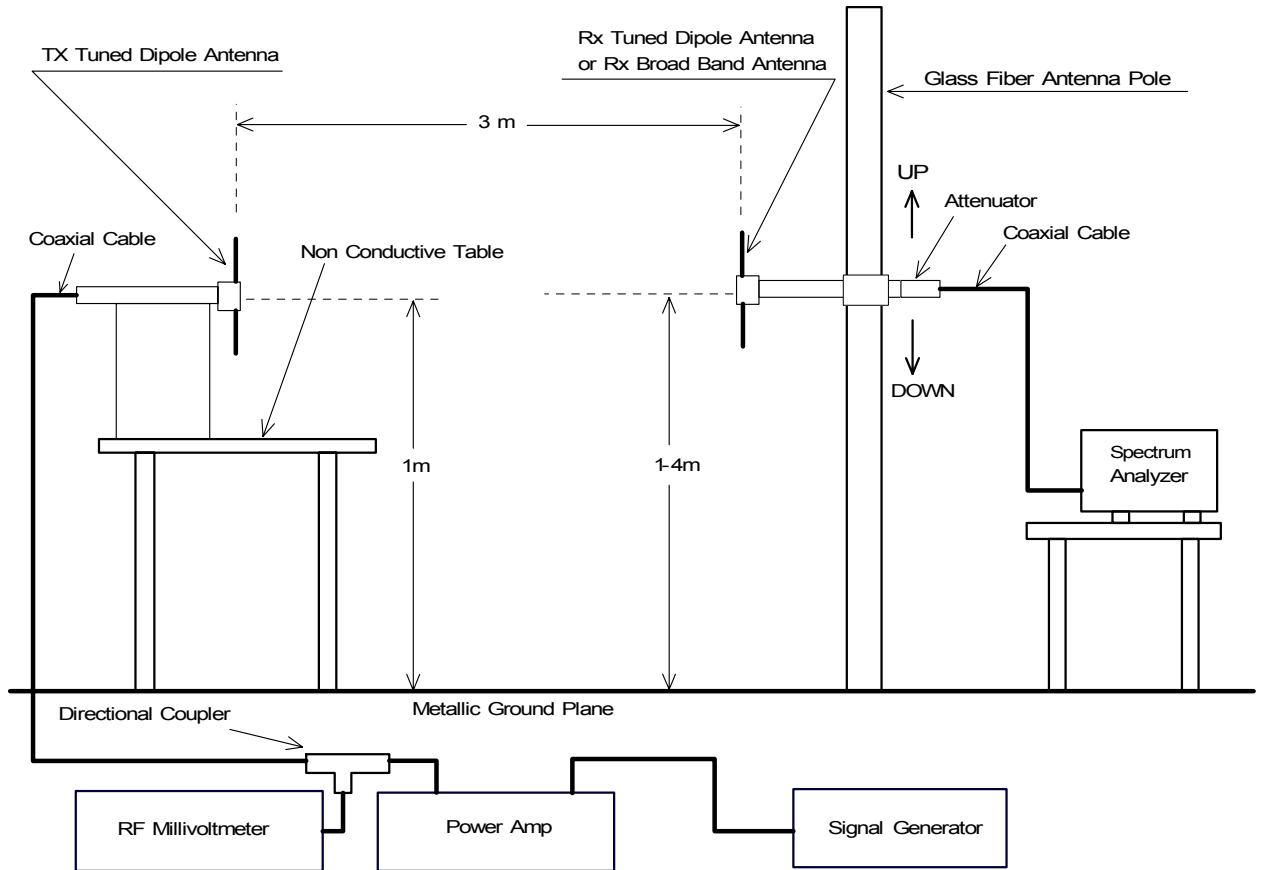 TX Tuned Dipole Antenna
Rx Tuned Dipole Antenna
or Rx Broad Band Antenna
Glass Fiber Antenna Pole
3 m
UP
Attenuator
Coaxial Cable
Coaxial Cable
Non Conductive Table
DOWN
1m
1-4m
Spectrum
Analyzer
Metallic Ground Plane
Directional Coupler
RF Millivoltmeter
Power Amp
Signal Generator